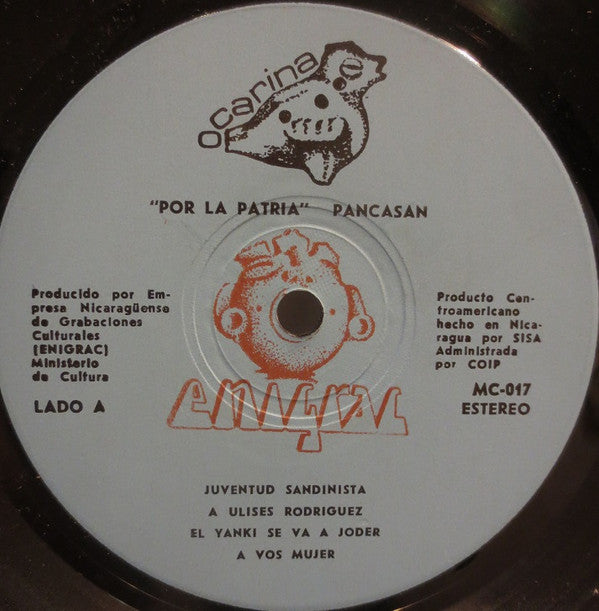 ocarina
"POR LA PATRIA" PANCASAN
Producido por Em-
presa Nicaragüense
de Grabaciones
Culturales
(ENIGRAC)
Ministerio
de Cultura
LADO A
Producto Cen-
troamericano
hecho en Nica-
ragua por SISA
Administrada
por COIP
MC-017
ESTEREO
enigrac
JUVENTUD SANDINISTA
A ULISES RODRIGUEZ
EL YANKI SE VA A JODER
A VOS MUJER